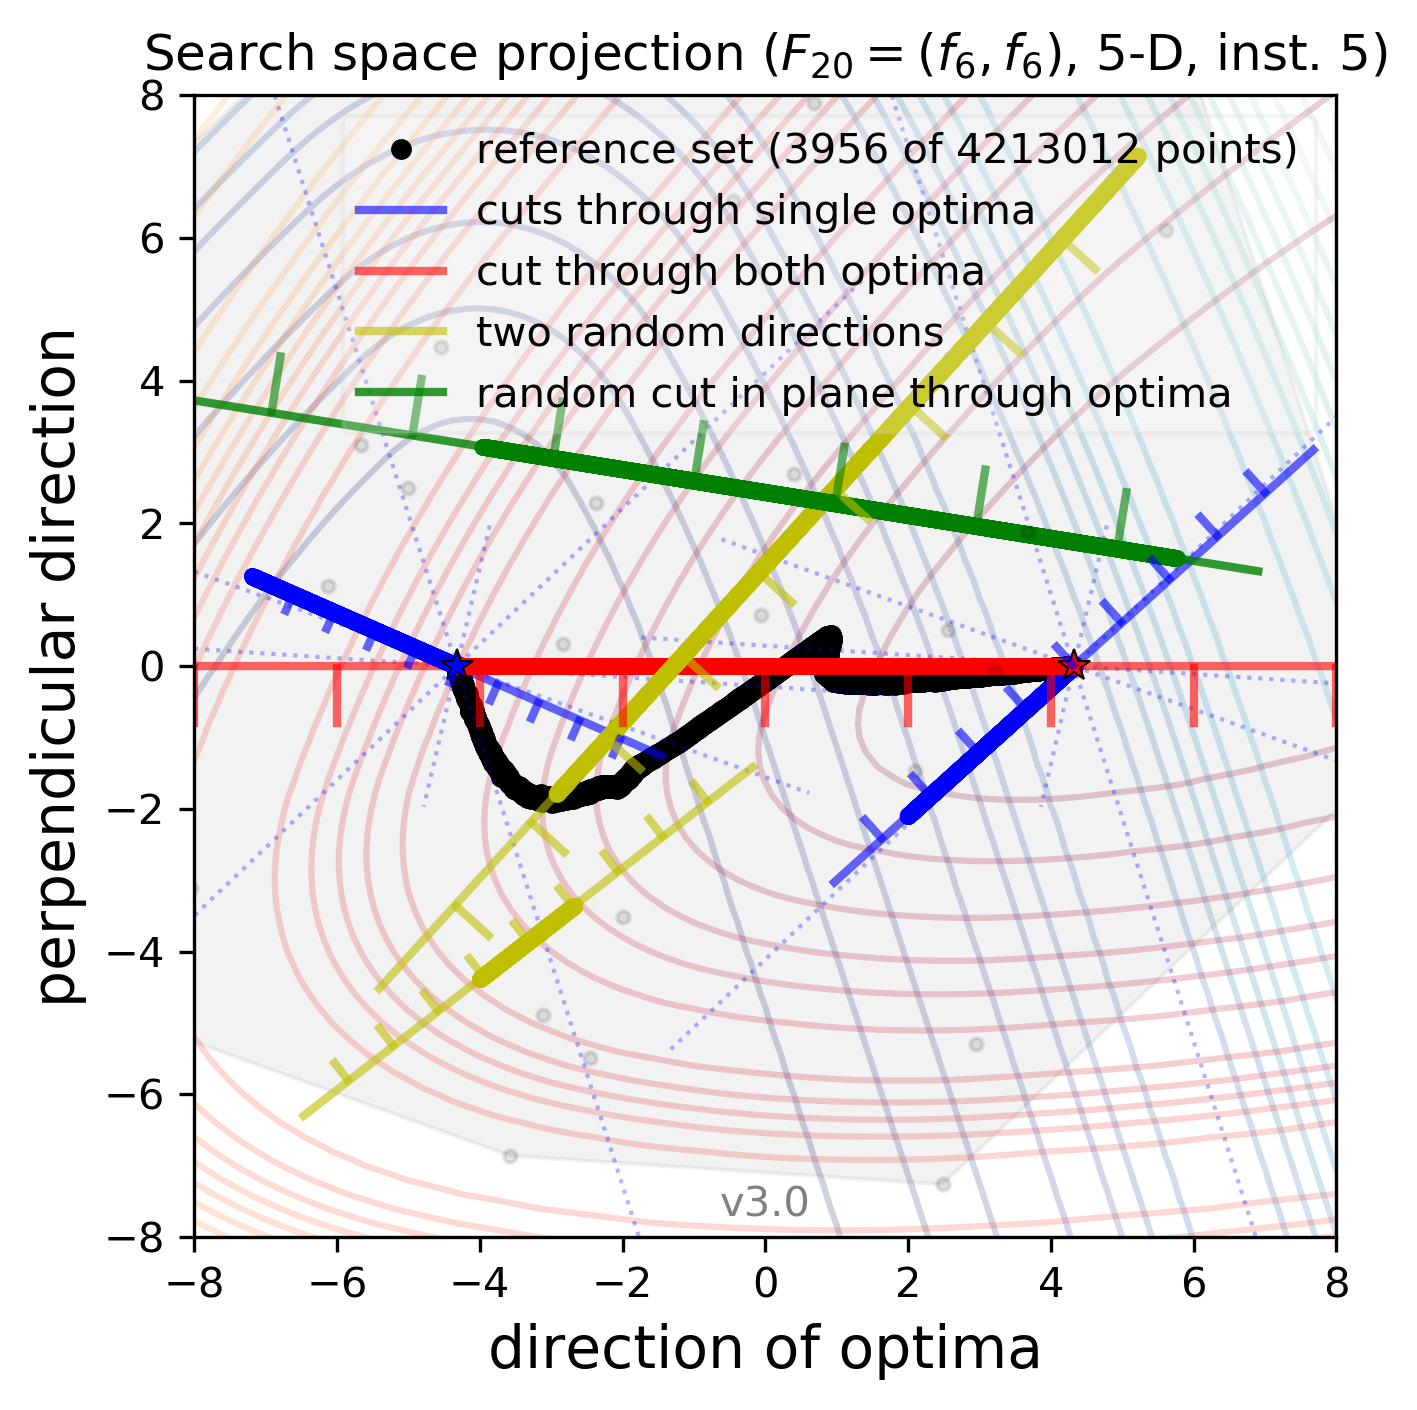 Search space projection (F₂₀ = (f₆, f₆), 5-D, inst. 5)
8
6
4
2
0
−2
−4
−6
−8
perpendicular direction
reference set (3956 of 4213012 points)
cuts through single optima
cut through both optima
two random directions
random cut in plane through optima
v3.0
−8 −6 −4 −2 0 2 4 6 8
direction of optima